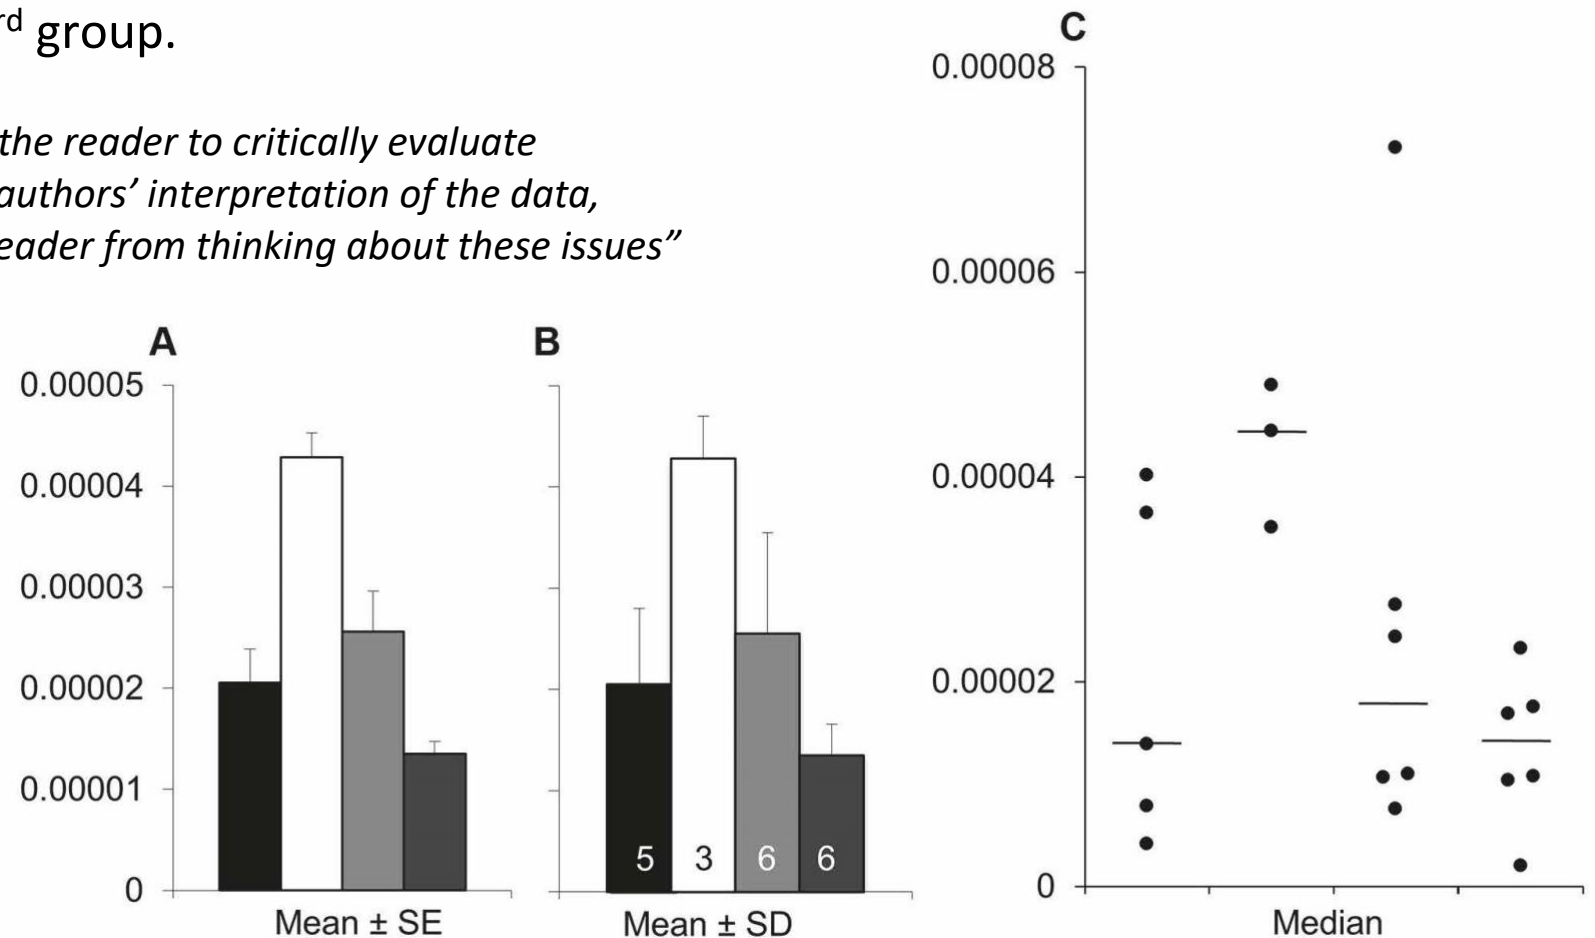 rd group.
the reader to critically evaluate
authors’ interpretation of the data,
eader from thinking about these issues”
A
0.00005
0.00004
0.00003
0.00002
0.00001
0
Mean ± SE
B
5 3 6 6
Mean ± SD
C
0.00008
0.00006
0.00004
0.00002
0
Median